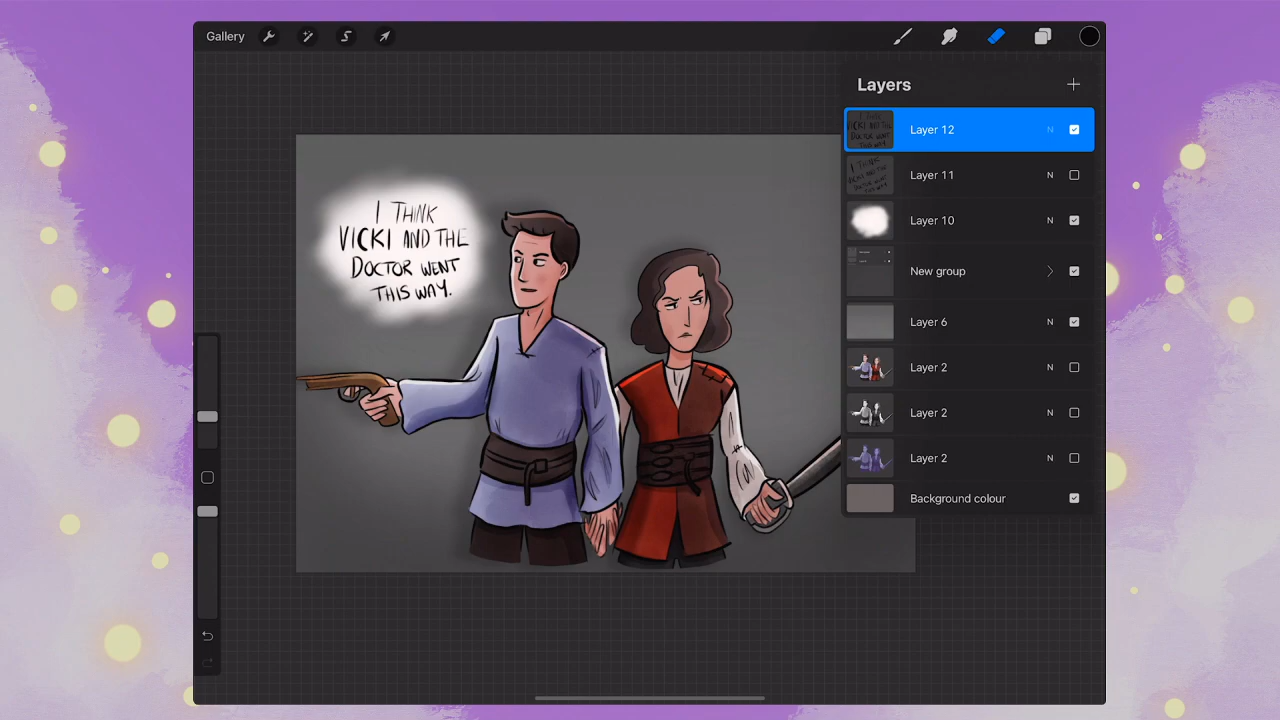 Gallery
Layers
Layer 12 N
Layer 11 N
Layer 10 N
New group
Layer 6 N
Layer 2 N
Layer 2 N
Layer 2 N
Background colour
I THINK
VICKI AND THE
DOCTOR WENT
THIS WAY.